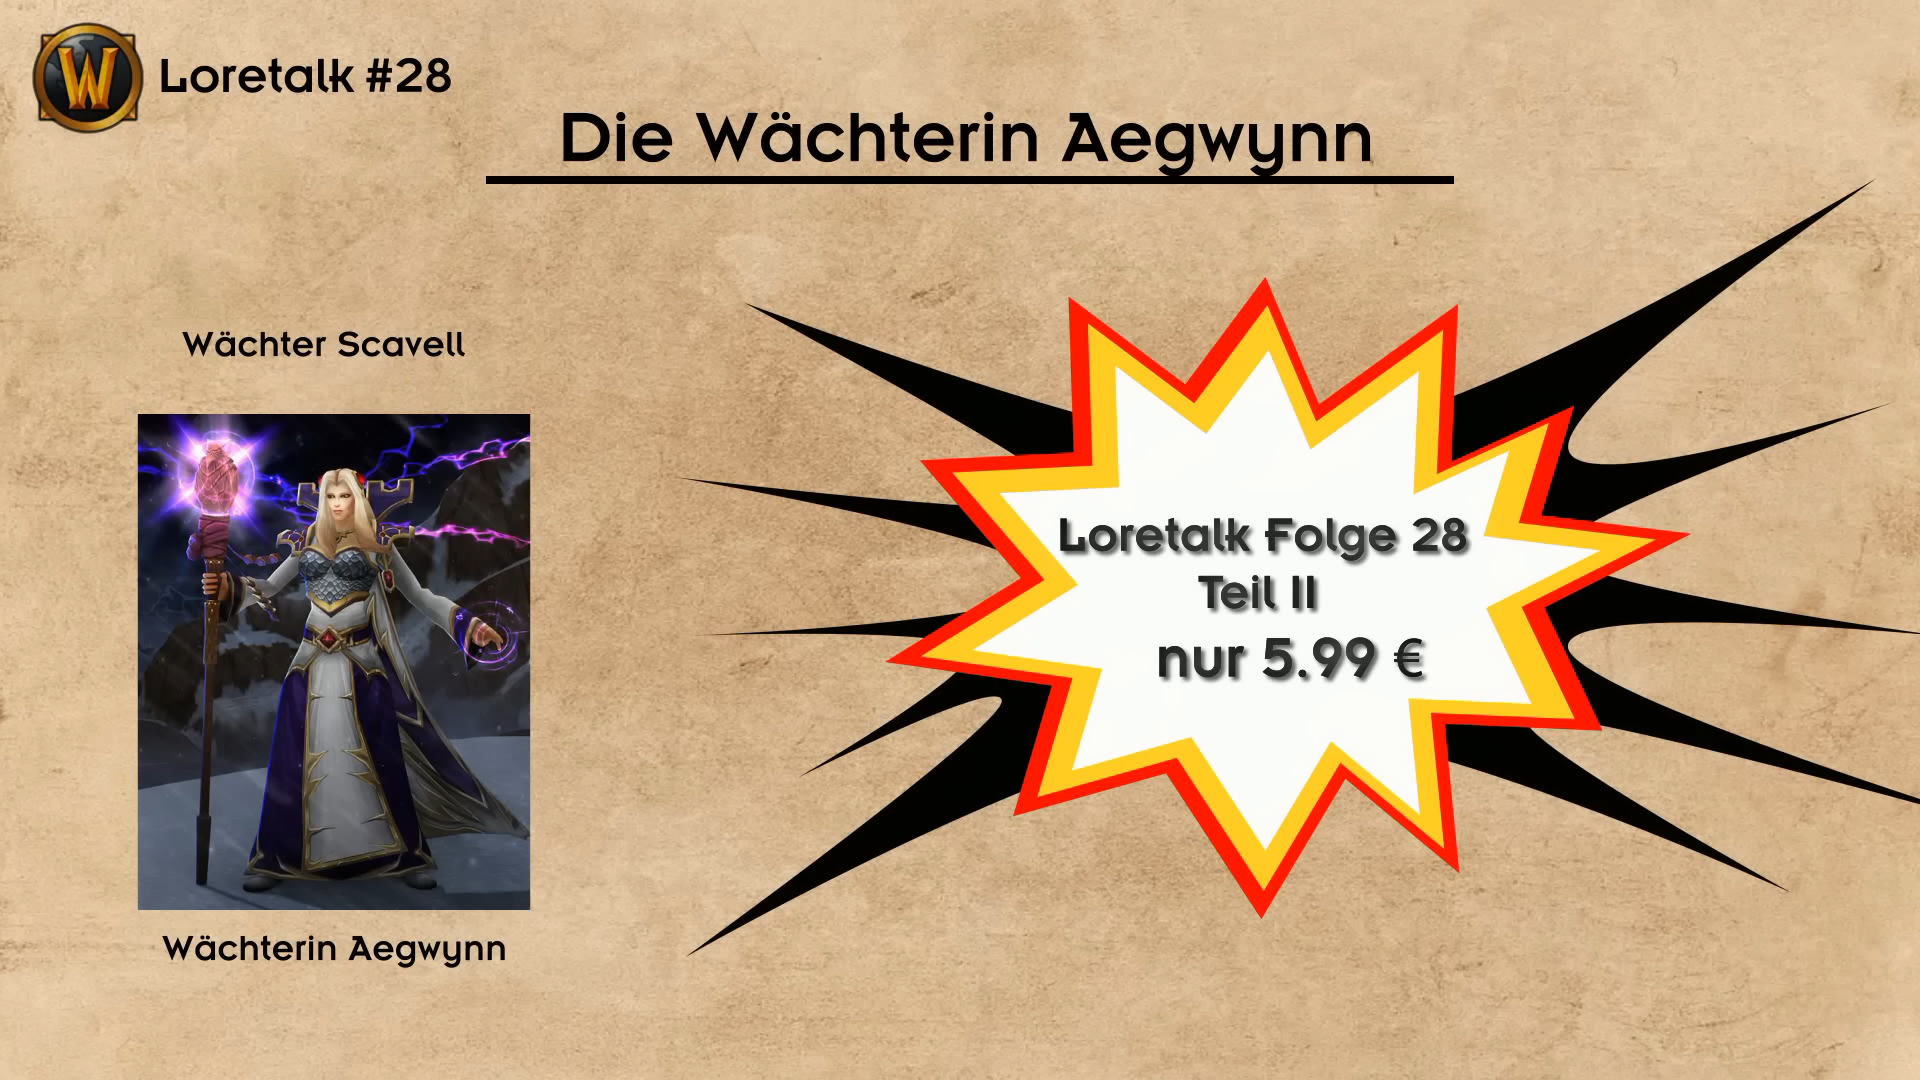 W
Loretalk #28
Die Wächterin Aegwynn
Wächter Scavell
Wächterin Aegwynn
Loretalk Folge 28
Teil II
nur 5.99 €